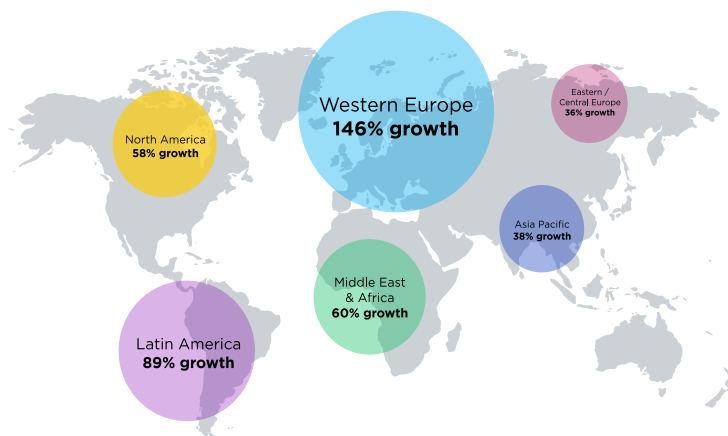 Western Europe
146% growth
Eastern /
Central Europe
36% growth
North America
58% growth
Asia Pacific
38% growth
Middle East
& Africa
60% growth
Latin America
89% growth